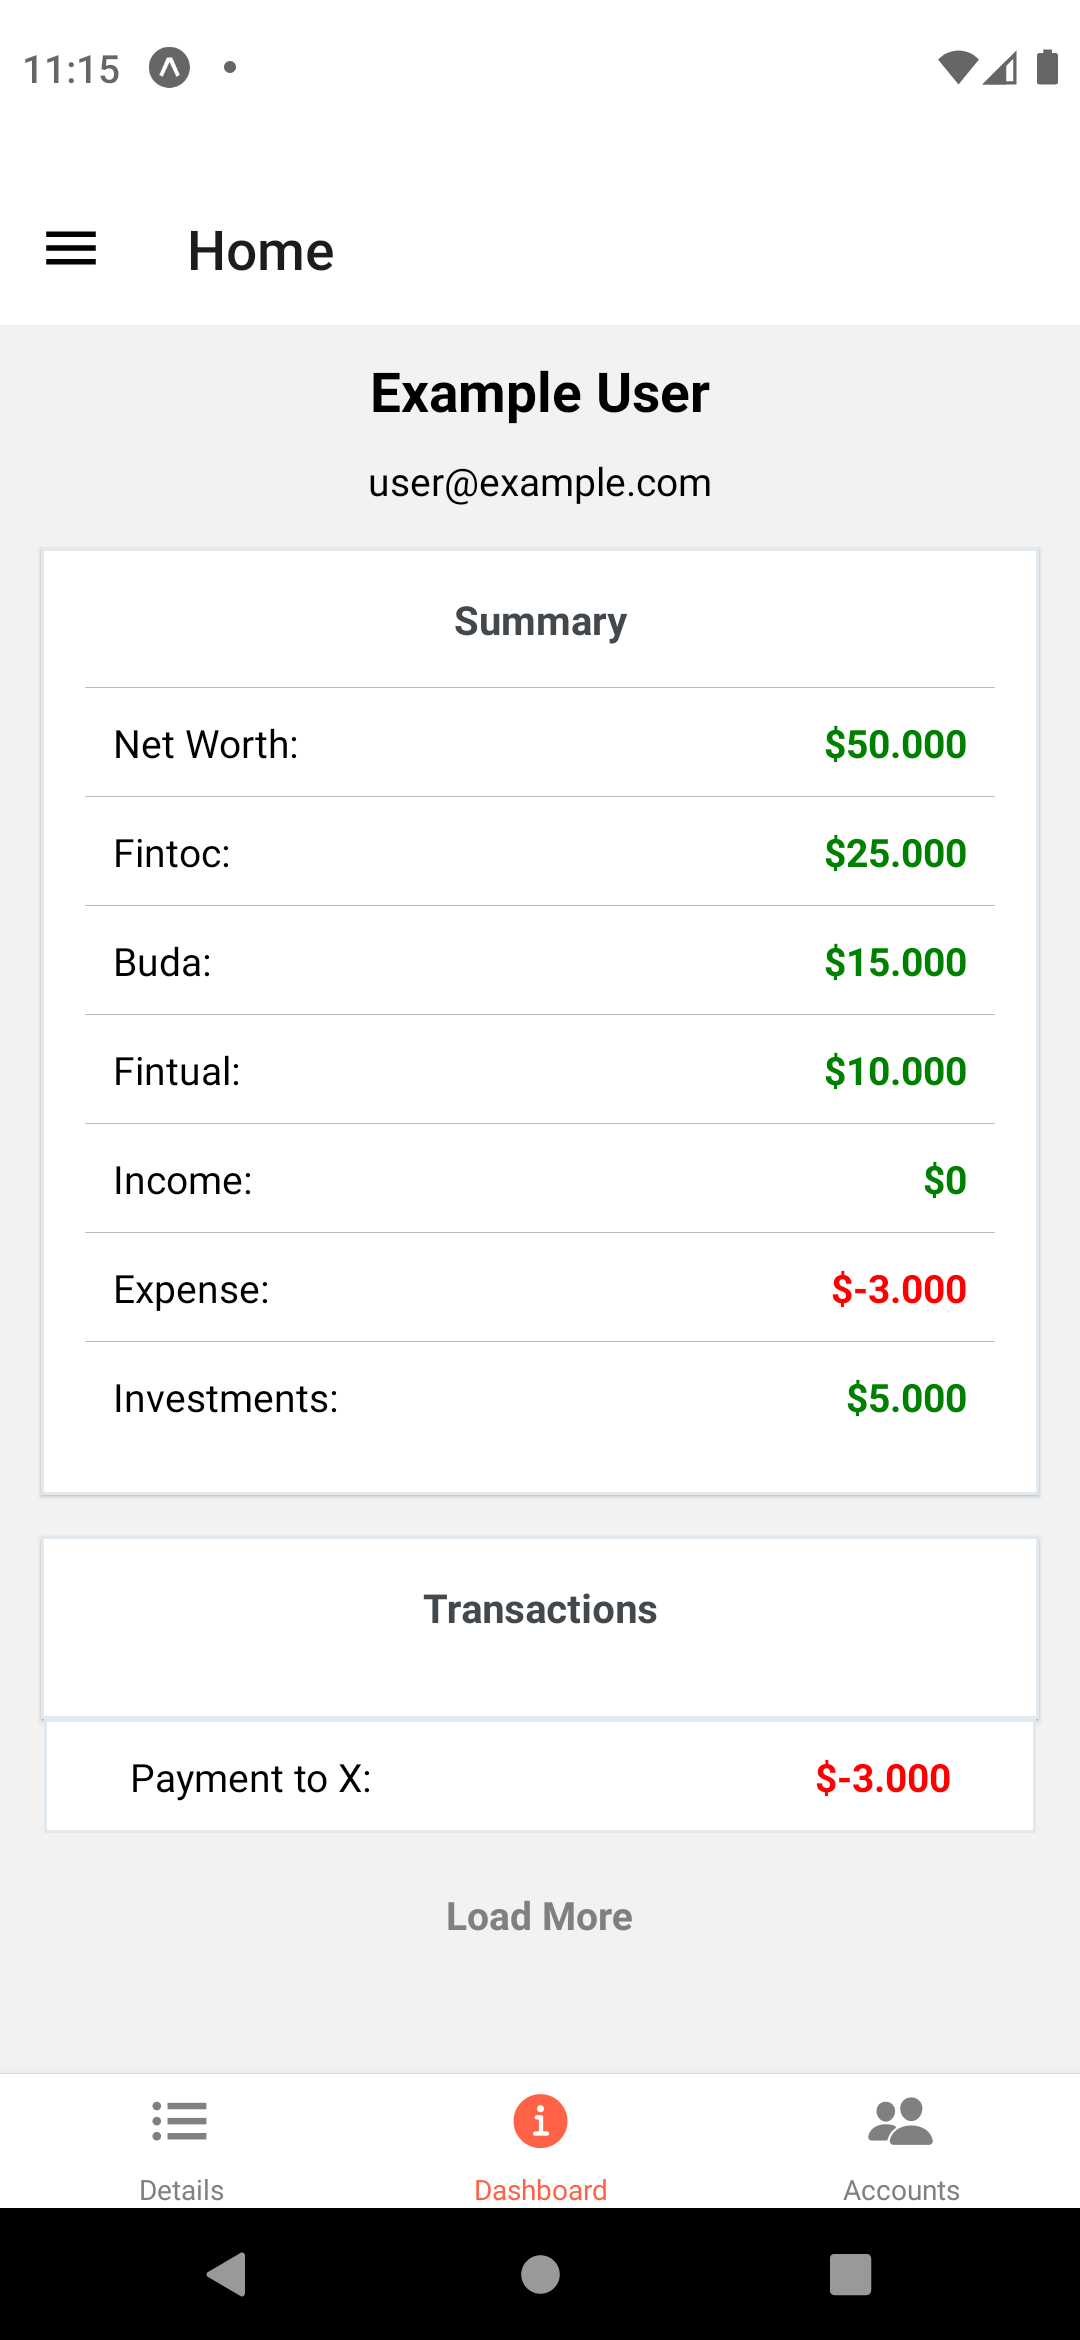 11:15
Home
Example User
user@example.com
Summary
Net Worth: $50.000
Fintoc: $25.000
Buda: $15.000
Fintual: $10.000
Income: $0
Expense: $-3.000
Investments: $5.000
Transactions
Payment to X: $-3.000
Load More
Details Dashboard Accounts